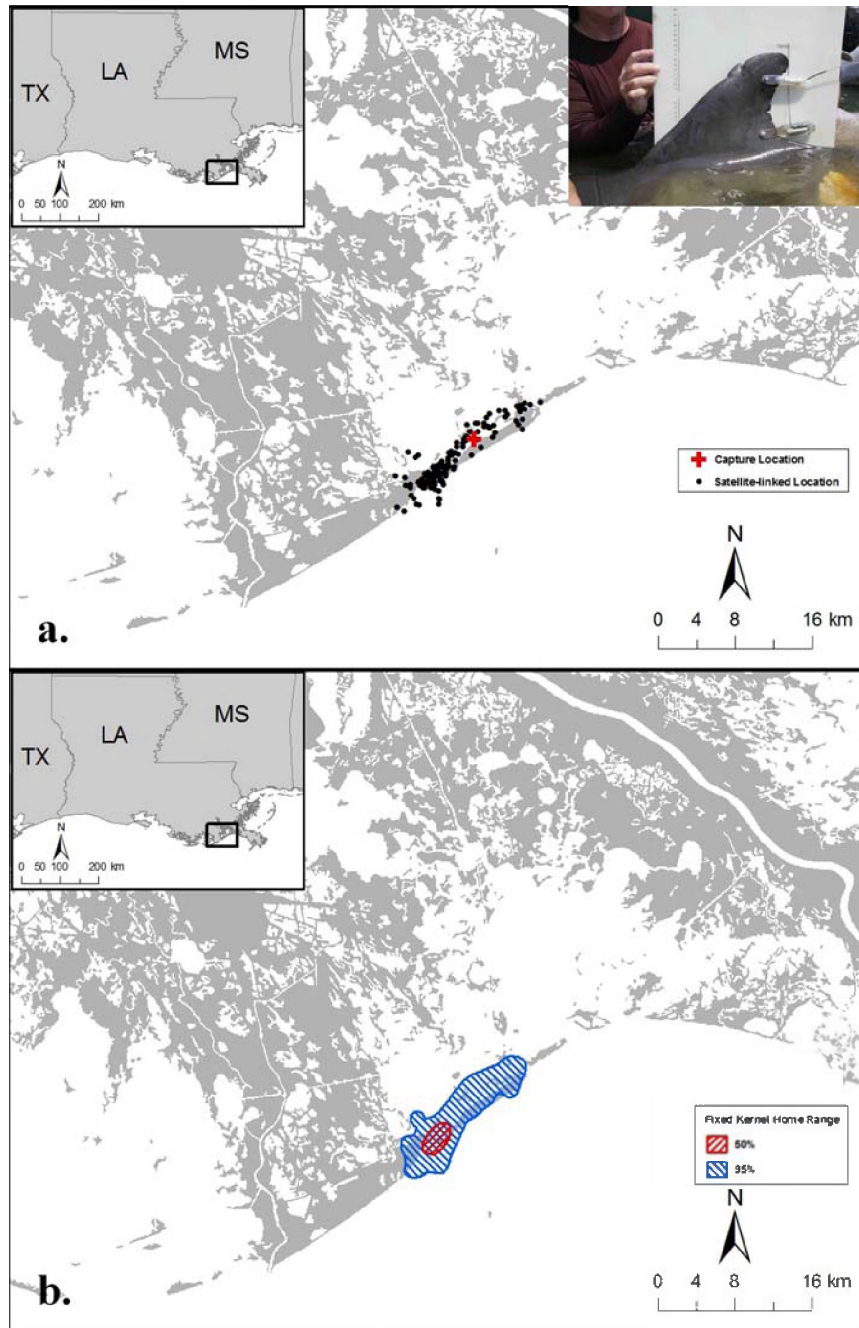 TX
LA
MS
N
0 50 100 200 km
Capture Location
Satellite-linked Location
N
0 4 8 16 km
a.
TX
LA
MS
N
0 50 100 200 km
Fixed Kernel Home Range
50%
95%
N
0 4 8 16 km
b.